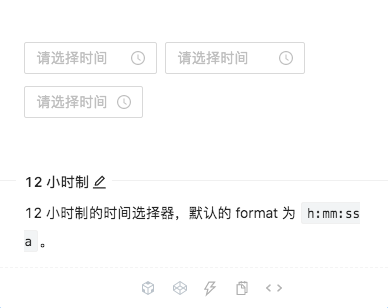 请选择时间 请选择时间
请选择时间
12 小时制
12 小时制的时间选择器，默认的 format 为 h:mm:ss
a 。